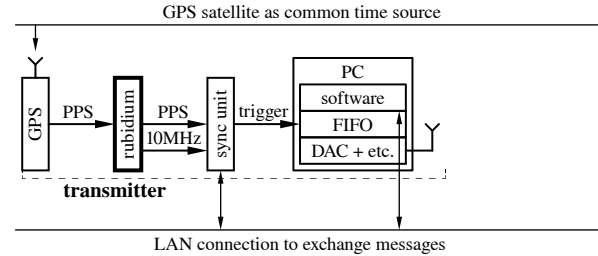 GPS satellite as common time source
PC
software
FIFO
DAC + etc.
GPS
PPS
rubidium
PPS
10MHz
sync unit
trigger
transmitter
LAN connection to exchange messages